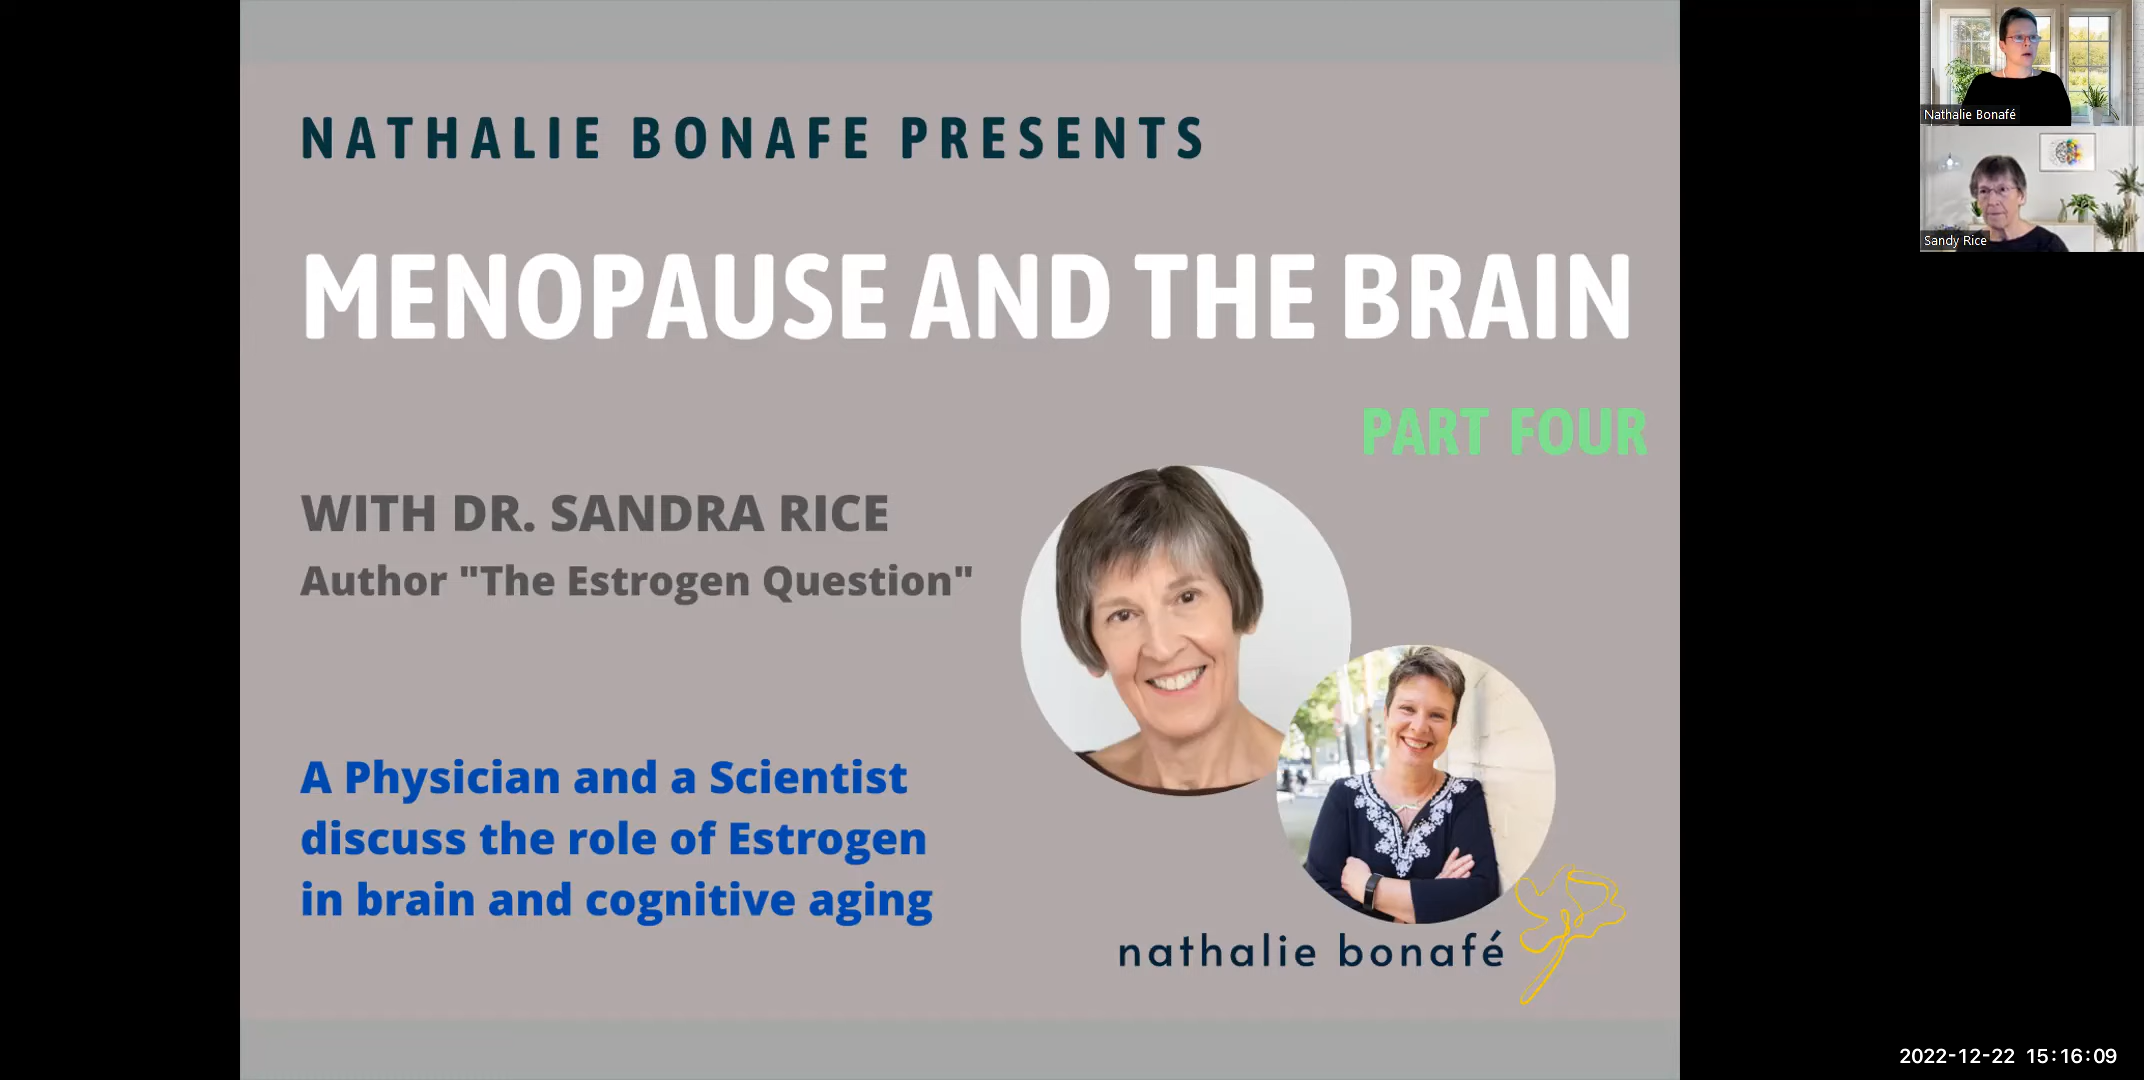 NATHALIE BONAFE PRESENTS
MENOPAUSE AND THE BRAIN
PART FOUR
WITH DR. SANDRA RICE
Author "The Estrogen Question"
A Physician and a Scientist
discuss the role of Estrogen
in brain and cognitive aging
nathalie bonafé
Nathalie Bonafé
Sandy Rice
2022-12-22 15:16:09